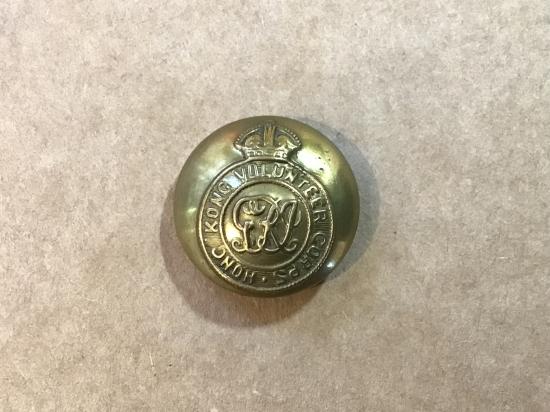 HONG KONG VOLUNTEER CORPS
GRI